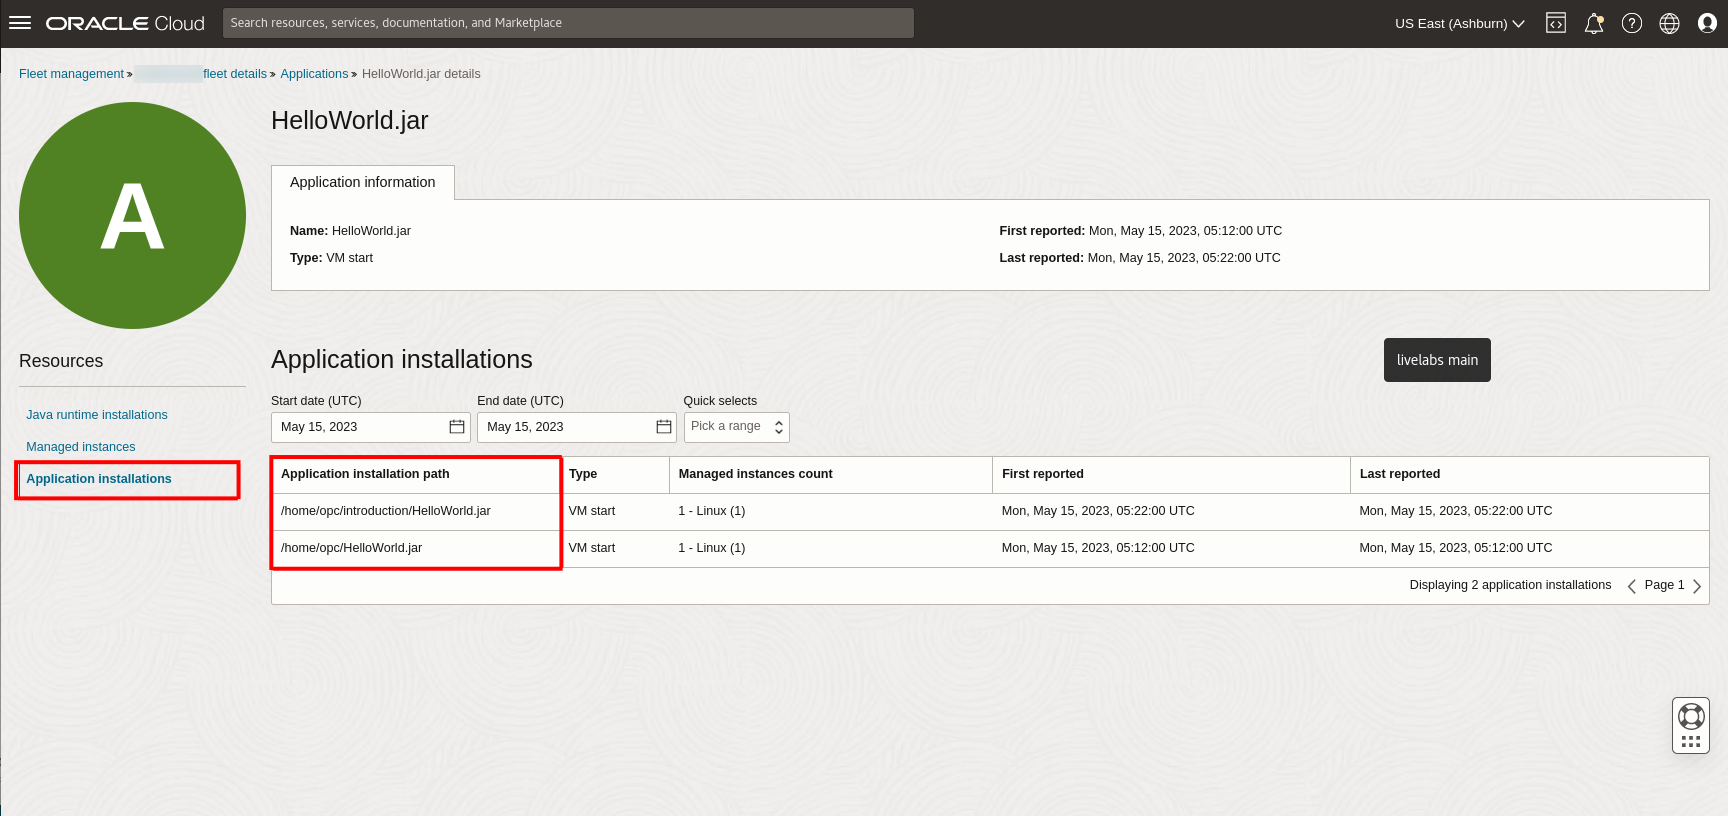 ORACLE Cloud Search resources, services, documentation, and Marketplace US East (Ashburn)
Fleet management » fleet details » Applications » HelloWorld.jar details
A
HelloWorld.jar
Application information
Name: HelloWorld.jar First reported: Mon, May 15, 2023, 05:12:00 UTC
Type: VM start Last reported: Mon, May 15, 2023, 05:22:00 UTC
Resources
Java runtime installations
Managed instances
Application installations
Application installations
livelabs main
Start date (UTC) End date (UTC) Quick selects
May 15, 2023 May 15, 2023 Pick a range
Application installation path Type Managed instances count First reported Last reported
/home/opc/introduction/HelloWorld.jar VM start 1 - Linux (1) Mon, May 15, 2023, 05:22:00 UTC Mon, May 15, 2023, 05:22:00 UTC
/home/opc/HelloWorld.jar VM start 1 - Linux (1) Mon, May 15, 2023, 05:12:00 UTC Mon, May 15, 2023, 05:12:00 UTC
Displaying 2 application installations Page 1